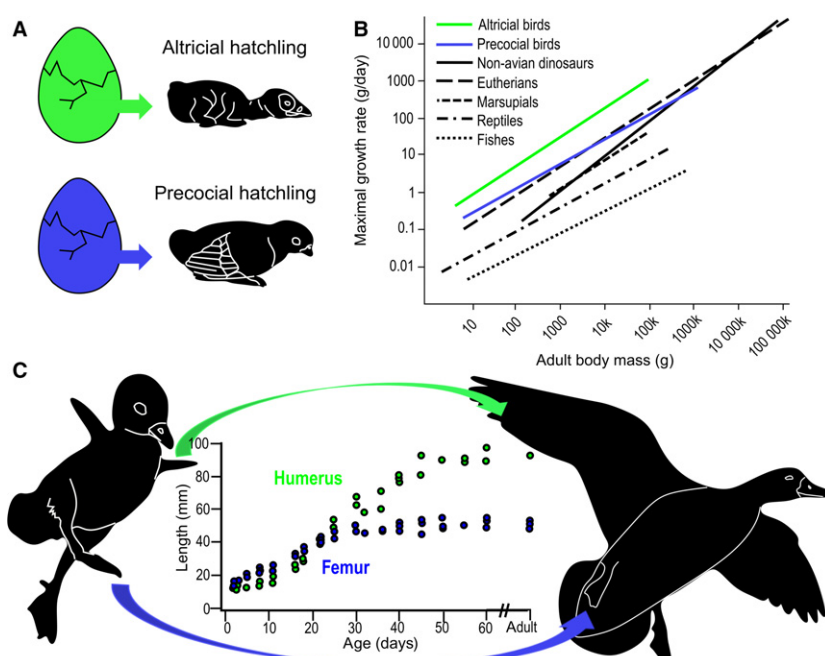 A
Altricial hatchling
Precocial hatchling
B
Maximal growth rate (g/day)
10 000
1000
100
10
1
0.1
0.01
Altricial birds
Precocial birds
Non-avian dinosaurs
Eutherians
Marsupials
Reptiles
Fishes
10
100
1000
10k
100k
1000k
10 000k
100 000k
Adult body mass (g)
C
Length (mm)
100
80
60
40
20
0
Humerus
Femur
0
10
20
30
40
50
60
Adult
Age (days)